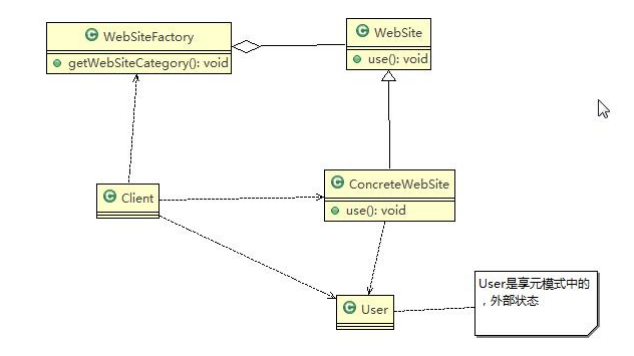 WebSiteFactory
getWebSiteCategory(): void
WebSite
use(): void
Client
ConcreteWebSite
use(): void
User
User是享元模式中的
，外部状态